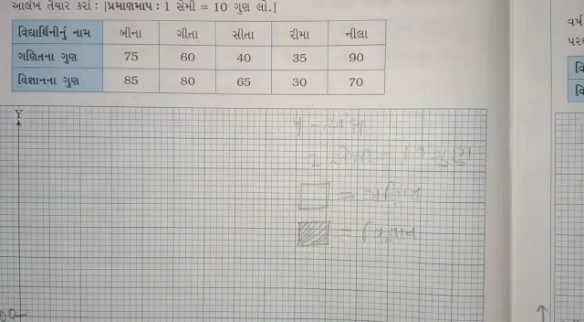 આલેખ તૈયાર કરો : [પ્રમાણમાપ : 1 સેમી = 10 ગુણ લો.]
વિદ્યાર્થિનીનું નામ બીના ગીતા સીતા રીમા નીલા
ગણિતના ગુણ 75 60 40 35 90
વિજ્ઞાનના ગુણ 85 80 65 30 70
Y
= ગણિત
= વિજ્ઞાન
વર્ષ